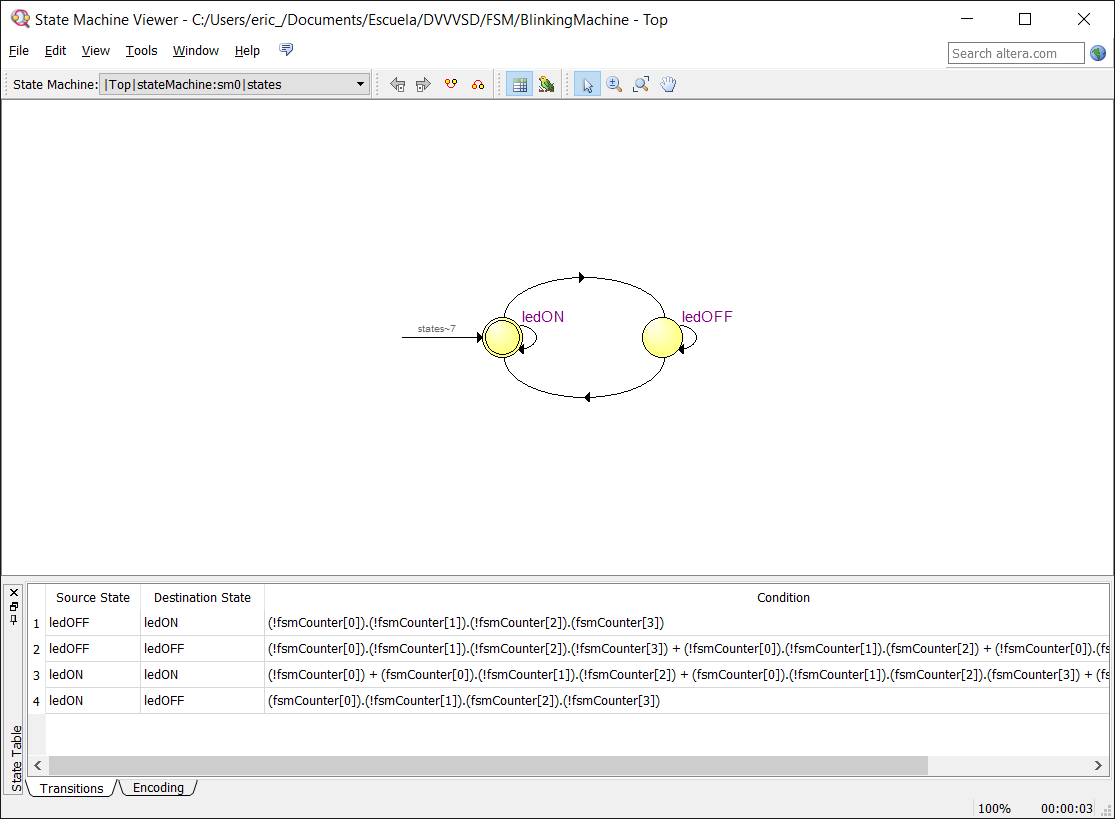 State Machine Viewer - C:/Users/eric_/Documents/Escuela/DVVVSD/FSM/BlinkingMachine - Top
File Edit View Tools Window Help
Search altera.com
State Machine: |Top|stateMachine:sm0|states
states~7
ledON
ledOFF
Source State Destination State Condition
1 ledOFF ledON (!fsmCounter[0]).(!fsmCounter[1]).(!fsmCounter[2]).(fsmCounter[3])
2 ledOFF ledOFF (!fsmCounter[0]).(!fsmCounter[1]).(!fsmCounter[2]).(!fsmCounter[3]) + (!fsmCounter[0]).(!fsmCounter[1]).(fsmCounter[2]) + (!fsmCounter[0]).(fs
3 ledON ledON (!fsmCounter[0]) + (fsmCounter[0]).(!fsmCounter[1]).(!fsmCounter[2]) + (fsmCounter[0]).(!fsmCounter[1]).(fsmCounter[2]).(fsmCounter[3]) + (fs
4 ledON ledOFF (fsmCounter[0]).(!fsmCounter[1]).(fsmCounter[2]).(!fsmCounter[3])
State Table
Transitions Encoding
100% 00:00:03